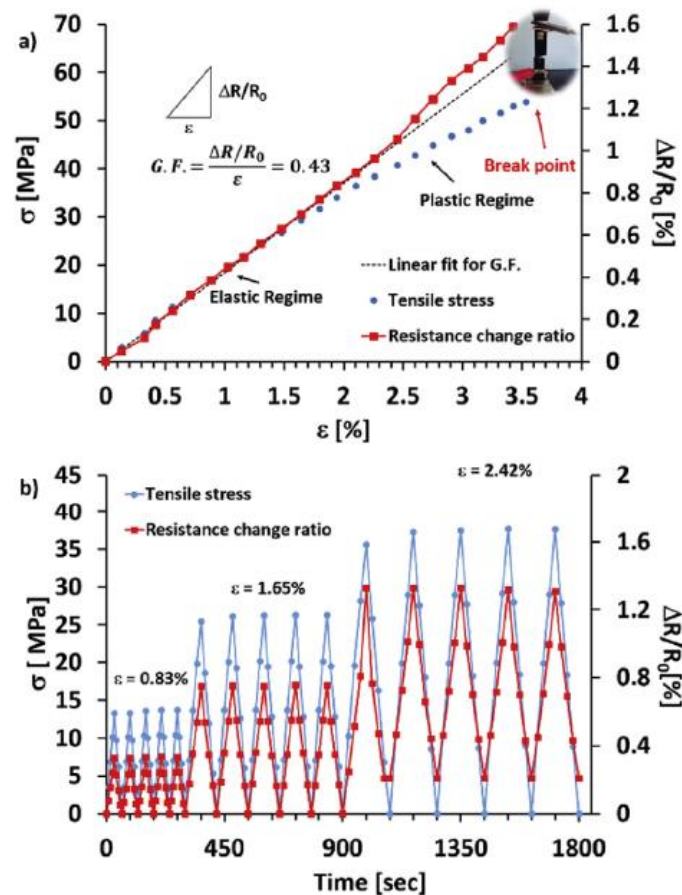 a)
70
60
50
40
30
20
10
0
σ [MPa]
ΔR/R₀
ε
G.F. = ΔR/R₀ / ε = 0.43
Elastic Regime
Plastic Regime
Break point
Linear fit for G.F.
Tensile stress
Resistance change ratio
1.6
1.4
1.2
1
0.8
0.6
0.4
0.2
0
ΔR/R₀ [%]
0 0.5 1 1.5 2 2.5 3 3.5 4
ε [%]
b)
45
40
35
30
25
20
15
10
5
0
σ [ MPa]
Tensile stress
Resistance change ratio
ε = 0.83%
ε = 1.65%
ε = 2.42%
2
1.6
1.2
0.8
0.4
0
ΔR/R₀[%]
0 450 900 1350 1800
Time [sec]